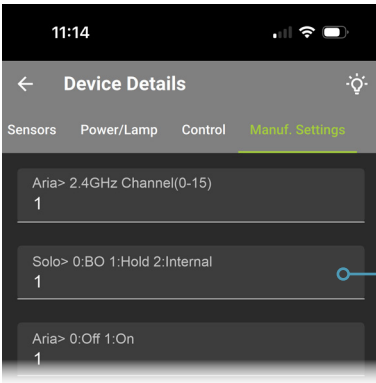 11:14
Device Details
Sensors Power/Lamp Control Manuf. Settings
Aria> 2.4GHz Channel(0-15)
1
Solo> 0:BO 1:Hold 2:Internal
1
Aria> 0:Off 1:On
1